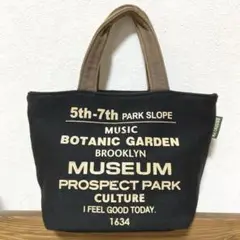 5th-7th PARK SLOPE
MUSIC
BOTANIC GARDEN
BROOKLYN
MUSEUM
PROSPECT PARK
CULTURE
I FEEL GOOD TODAY.
1634